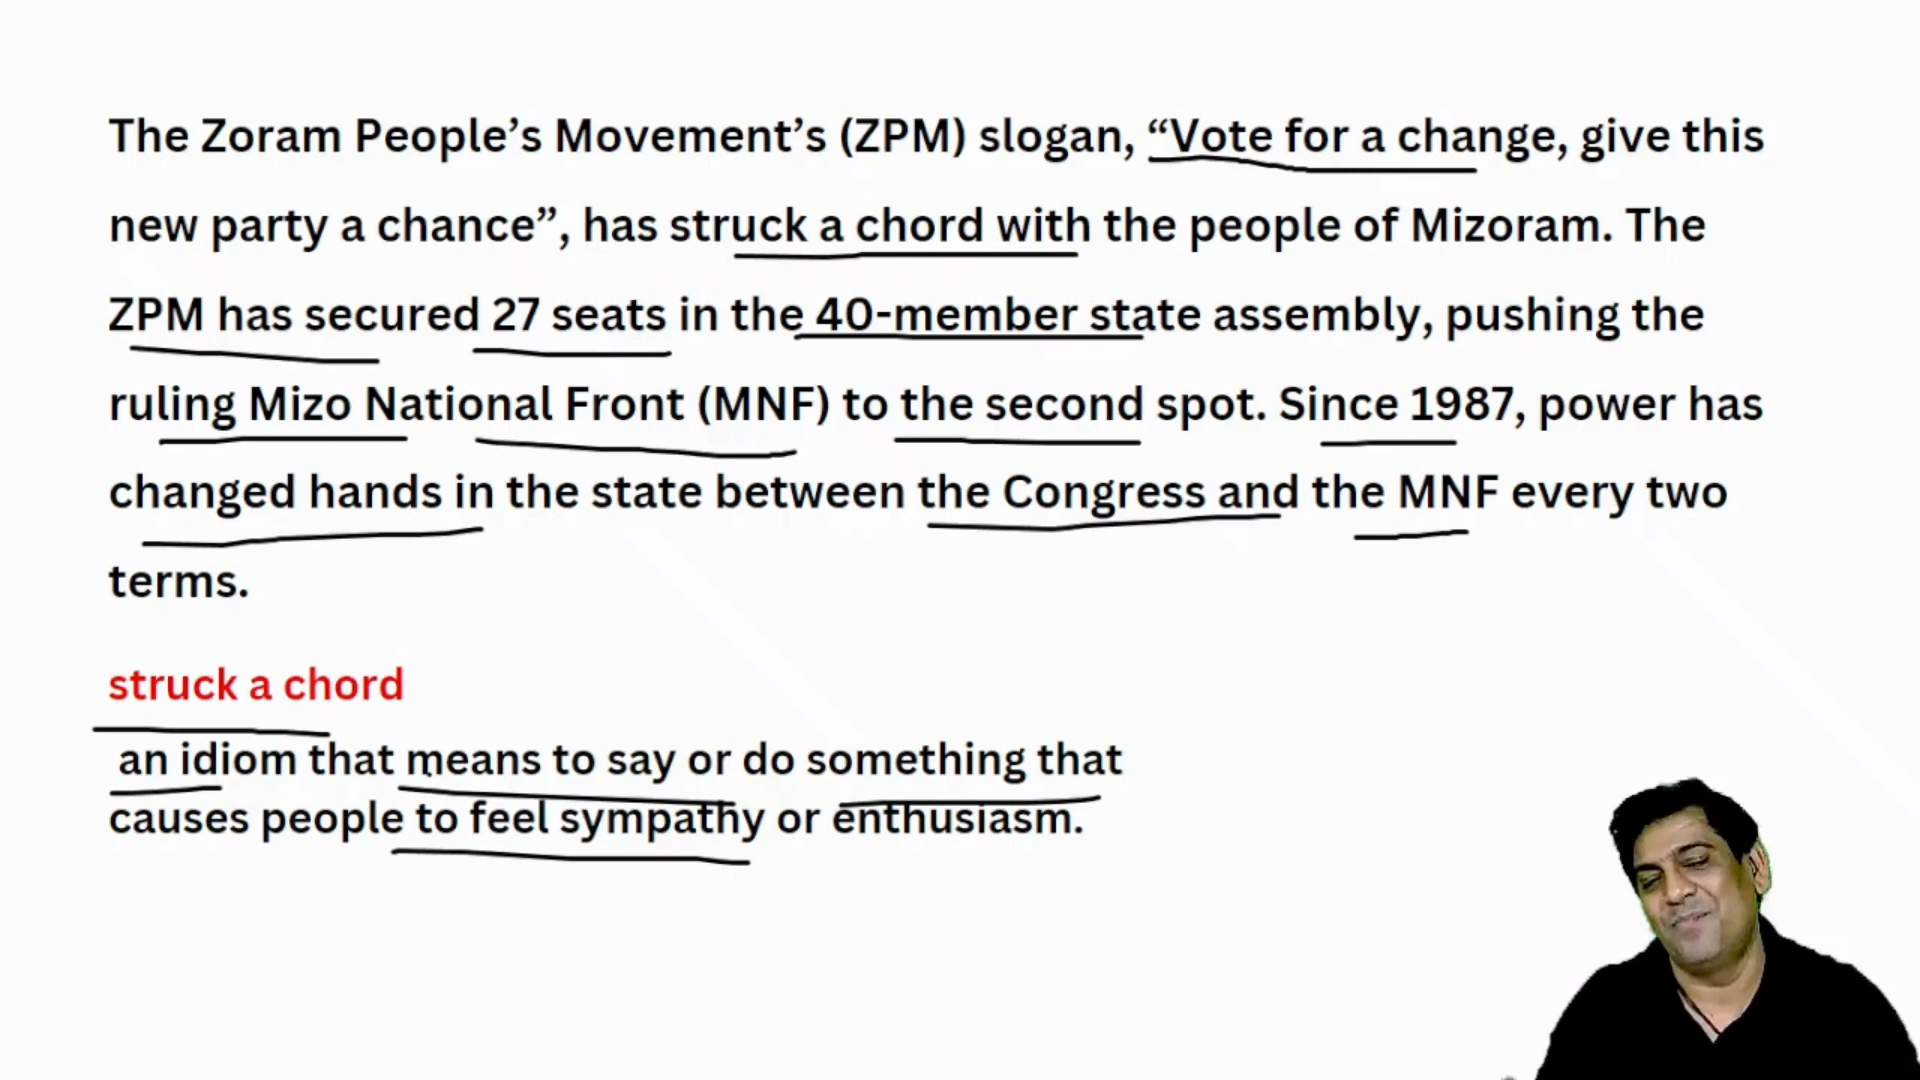 The Zoram People’s Movement’s (ZPM) slogan, “Vote for a change, give this
new party a chance”, has struck a chord with the people of Mizoram. The
ZPM has secured 27 seats in the 40-member state assembly, pushing the
ruling Mizo National Front (MNF) to the second spot. Since 1987, power has
changed hands in the state between the Congress and the MNF every two
terms.
struck a chord
an idiom that means to say or do something that
causes people to feel sympathy or enthusiasm.